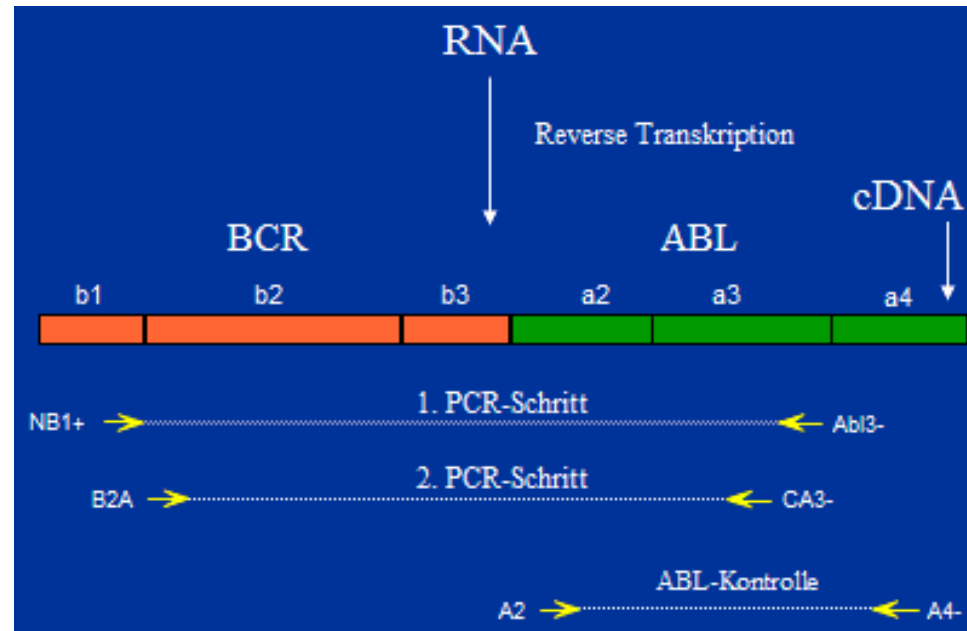 RNA
Reverse Transkription
cDNA
BCR ABL
b1 b2 b3 a2 a3 a4
1. PCR-Schritt
NB1+ Abl3-
2. PCR-Schritt
B2A CA3-
ABL-Kontrolle
A2 A4-